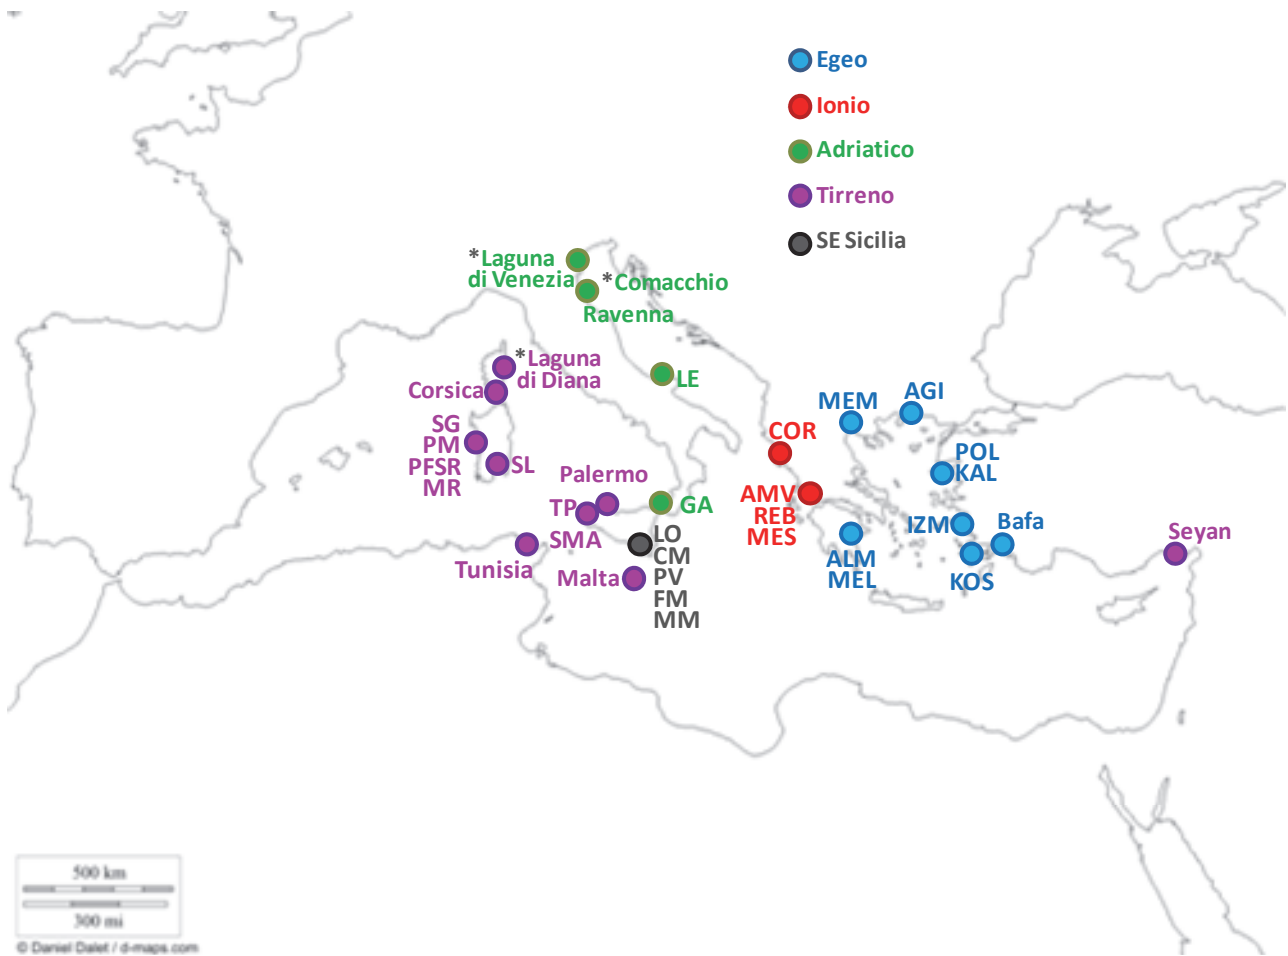 Egeo
Ionio
Adriatico
Tirreno
SE Sicilia
*Laguna
di Venezia
*Comacchio
Ravenna
*Laguna
di Diana
LE
Corsica
MEM
AGI
SG
PM
PFSR
MR
SL
COR
POL
KAL
Palermo
TP
SMA
GA
AMV
REB
MES
IZM
Bafa
Seyan
Tunisia
Malta
LO
CM
PV
FM
MM
ALM
MEL
KOS
500 km
300 mi
© Daniel Dalet / d-maps.com